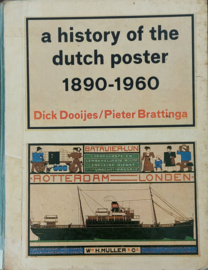 a history of the
dutch poster
1890-1960
Dick Dooijes/Pieter Brattinga
BATAVIER-LIJN
ROTTERDAM LONDEN
WM H. MULLER & Co